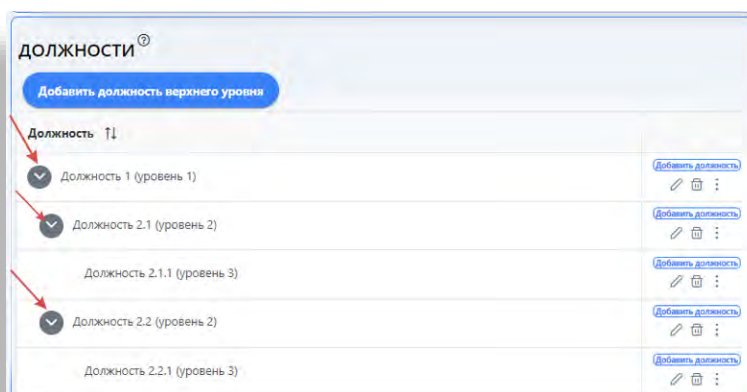 должности
Добавить должность верхнего уровня
Должность
Должность 1 (уровень 1)
Добавить должность
Должность 2.1 (уровень 2)
Добавить должность
Должность 2.1.1 (уровень 3)
Добавить должность
Должность 2.2 (уровень 2)
Добавить должность
Должность 2.2.1 (уровень 3)
Добавить должность